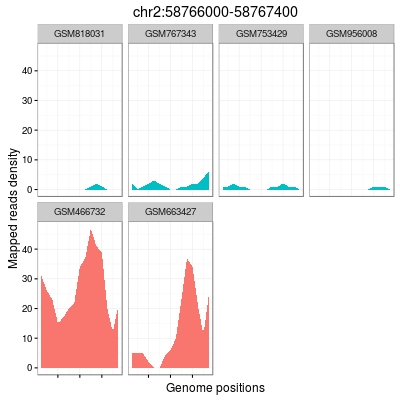 chr2:58766000-58767400
GSM818031 GSM767343 GSM753429 GSM956008
40
30
20
10
0
Mapped reads density
GSM466732 GSM663427
40
30
20
10
0
Genome positions